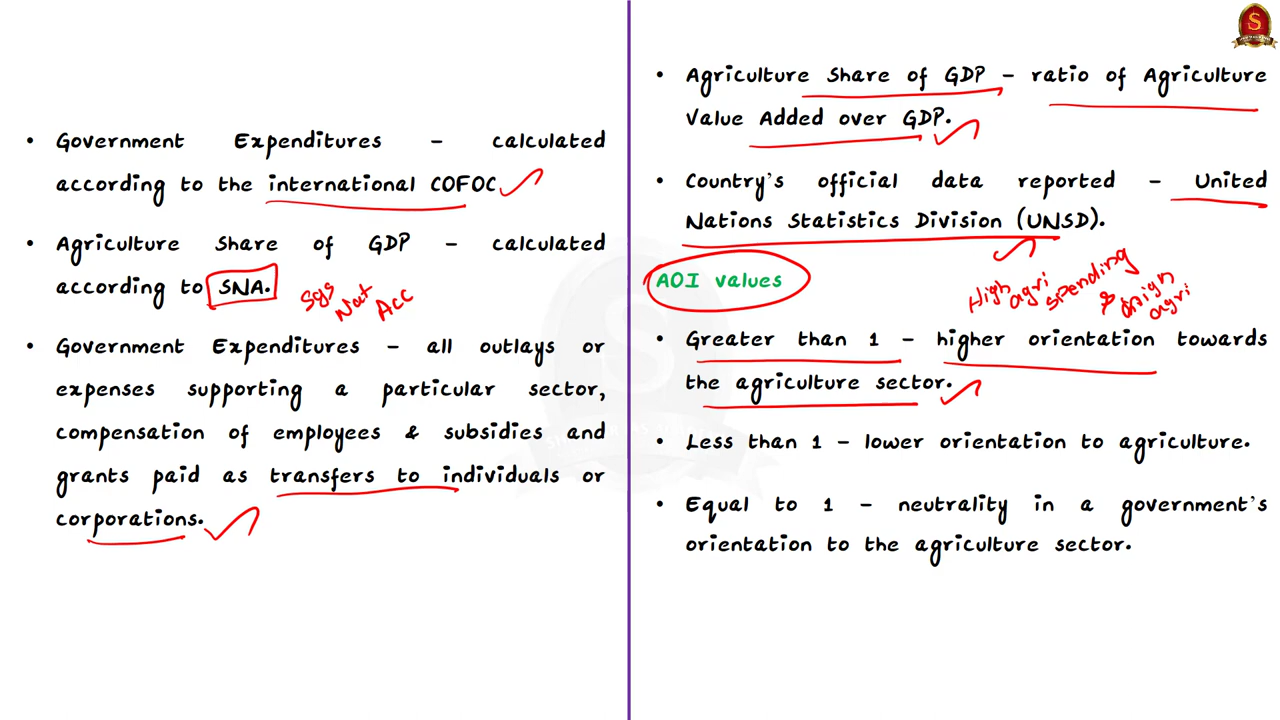 • Government Expenditures – calculated
according to the international COFOC
• Agriculture Share of GDP – calculated
according to SNA.
Sys
Nat
Acc
• Government Expenditures – all outlays or
expenses supporting a particular sector,
compensation of employees & subsidies and
grants paid as transfers to individuals or
corporations.
S
• Agriculture Share of GDP – ratio of Agriculture
Value Added over GDP.
• Country's official data reported – United
Nations Statistics Division (UNSD).
AOI values
High agri spending
&
agri
• Greater than 1 – higher orientation towards
the agriculture sector.
• Less than 1 – lower orientation to agriculture.
• Equal to 1 – neutrality in a government's
orientation to the agriculture sector.